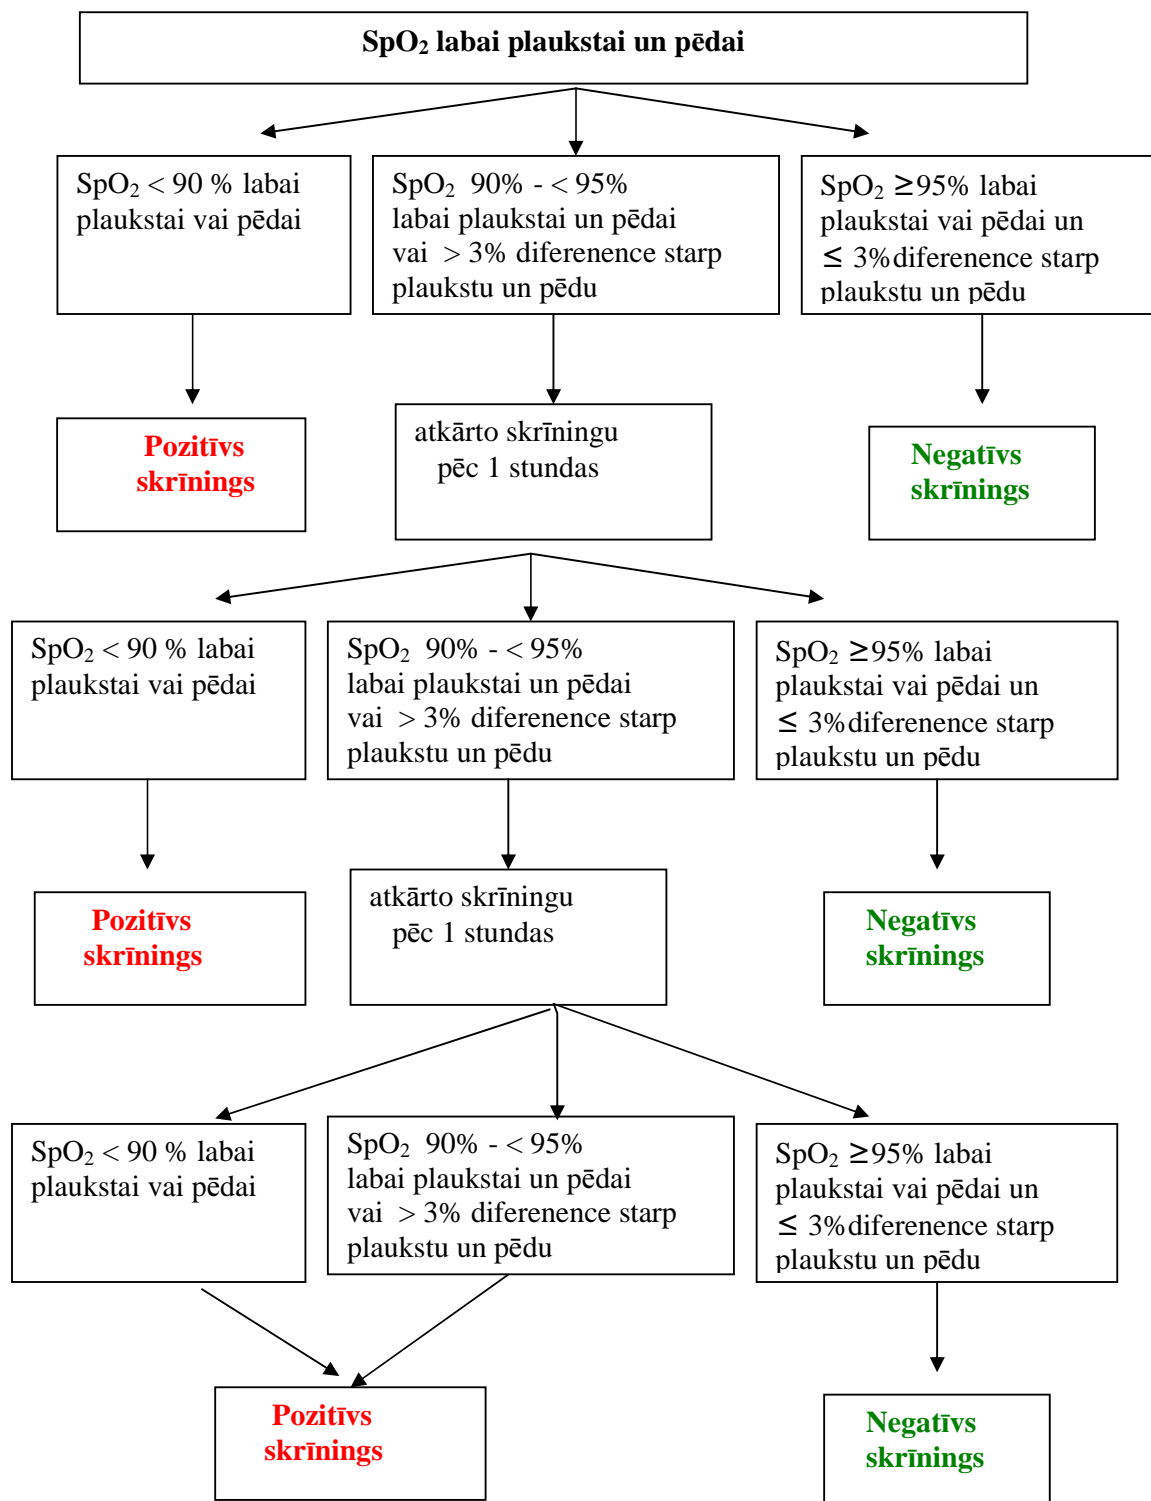 SpO₂ labai plaukstai un pēdai
SpO₂ < 90 % labai
plaukstai vai pēdai
SpO₂  90% - < 95%
labai plaukstai un pēdai
vai  > 3% diferenence starp
plaukstu un pēdu
SpO₂ ≥95% labai
plaukstai vai pēdai un
≤ 3%diferenence starp
plaukstu un pēdu
Pozitīvs
skrīnings
atkārto skrīningu
pēc 1 stundas
Negatīvs
skrīnings
SpO₂ < 90 % labai
plaukstai vai pēdai
SpO₂  90% - < 95%
labai plaukstai un pēdai
vai  > 3% diferenence starp
plaukstu un pēdu
SpO₂ ≥95% labai
plaukstai vai pēdai un
≤ 3%diferenence starp
plaukstu un pēdu
Pozitīvs
skrīnings
atkārto skrīningu
pēc 1 stundas
Negatīvs
skrīnings
SpO₂ < 90 % labai
plaukstai vai pēdai
SpO₂  90% - < 95%
labai plaukstai un pēdai
vai  > 3% diferenence starp
plaukstu un pēdu
SpO₂ ≥95% labai
plaukstai vai pēdai un
≤ 3%diferenence starp
plaukstu un pēdu
Pozitīvs
skrīnings
Negatīvs
skrīnings